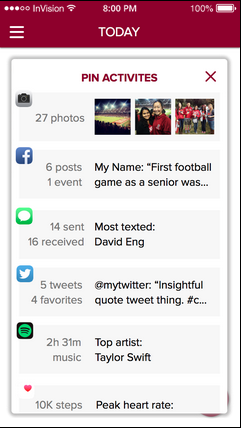 InVision 8:00 PM 100%
TODAY
PIN ACTIVITES
27 photos
6 posts My Name: “First football
1 event game as a senior was...
14 sent Most texted:
16 received David Eng
5 tweets @mytwitter: “Insightful
4 favorites quote tweet thing. #c...
2h 31m Top artist:
music Taylor Swift
10K steps Peak heart rate: